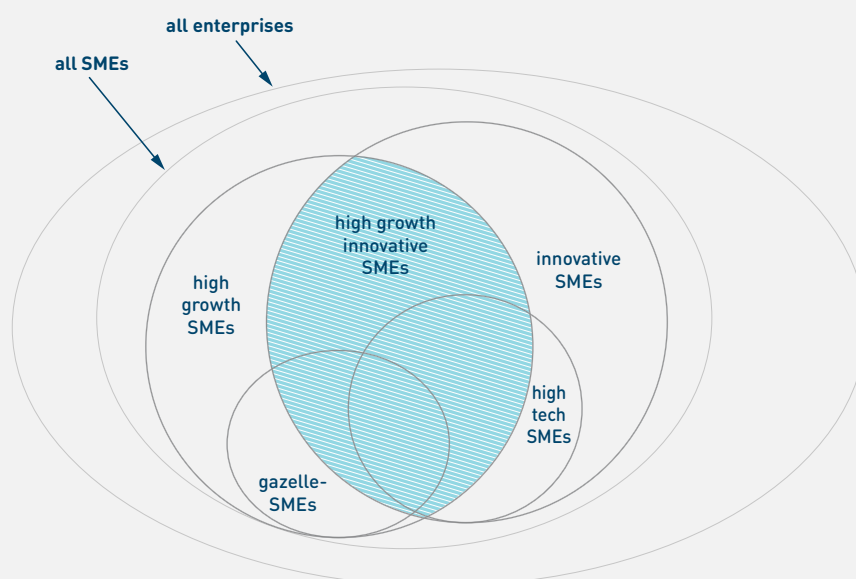 all enterprises
all SMEs
high growth
innovative
SMEs
innovative
SMEs
high
growth
SMEs
high
tech
SMEs
gazelle-
SMEs